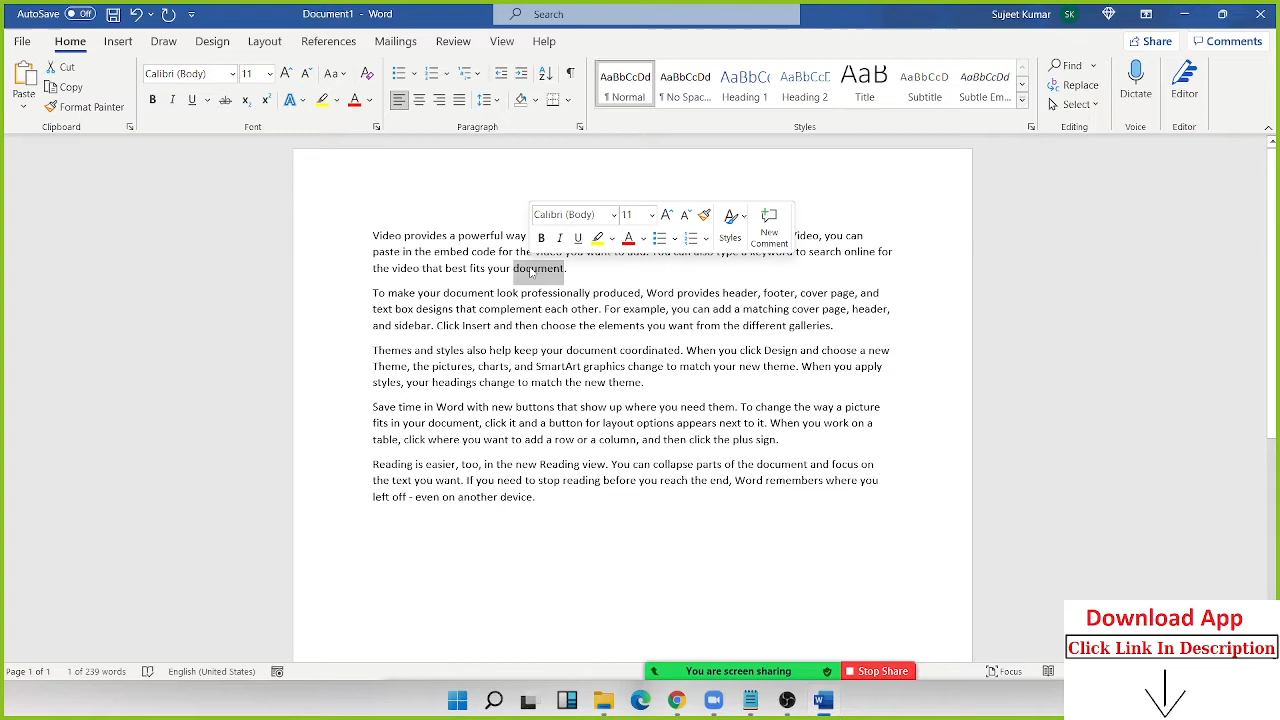 AutoSave Off Document1 - Word Search Sujeet Kumar SK
File Home Insert Draw Design Layout References Mailings Review View Help Share Comments
Paste Cut Copy Format Painter
Calibri (Body) 11 Aa
B I U ab x₂ x² A A
AaBbCcDd AaBbCcDd AaBbCc AaBbCcE AaB AaBbCcD AaBbCcDd
¶ Normal ¶ No Spac... Heading 1 Heading 2 Title Subtitle Subtle Em...
Find Replace Select Dictate Editor
Clipboard Font Paragraph Styles Editing Voice Editor
Calibri (Body) 11
B I U A Styles New Comment
Video provides a powerful way Video, you can
paste in the embed code for the video you want to add. You can also type a keyword to search online for
the video that best fits your document.
To make your document look professionally produced, Word provides header, footer, cover page, and
text box designs that complement each other. For example, you can add a matching cover page, header,
and sidebar. Click Insert and then choose the elements you want from the different galleries.
Themes and styles also help keep your document coordinated. When you click Design and choose a new
Theme, the pictures, charts, and SmartArt graphics change to match your new theme. When you apply
styles, your headings change to match the new theme.
Save time in Word with new buttons that show up where you need them. To change the way a picture
fits in your document, click it and a button for layout options appears next to it. When you work on a
table, click where you want to add a row or a column, and then click the plus sign.
Reading is easier, too, in the new Reading view. You can collapse parts of the document and focus on
the text you want. If you need to stop reading before you reach the end, Word remembers where you
left off - even on another device.
Download App
Click Link In Description
Page 1 of 1 1 of 239 words English (United States) You are screen sharing Stop Share Focus